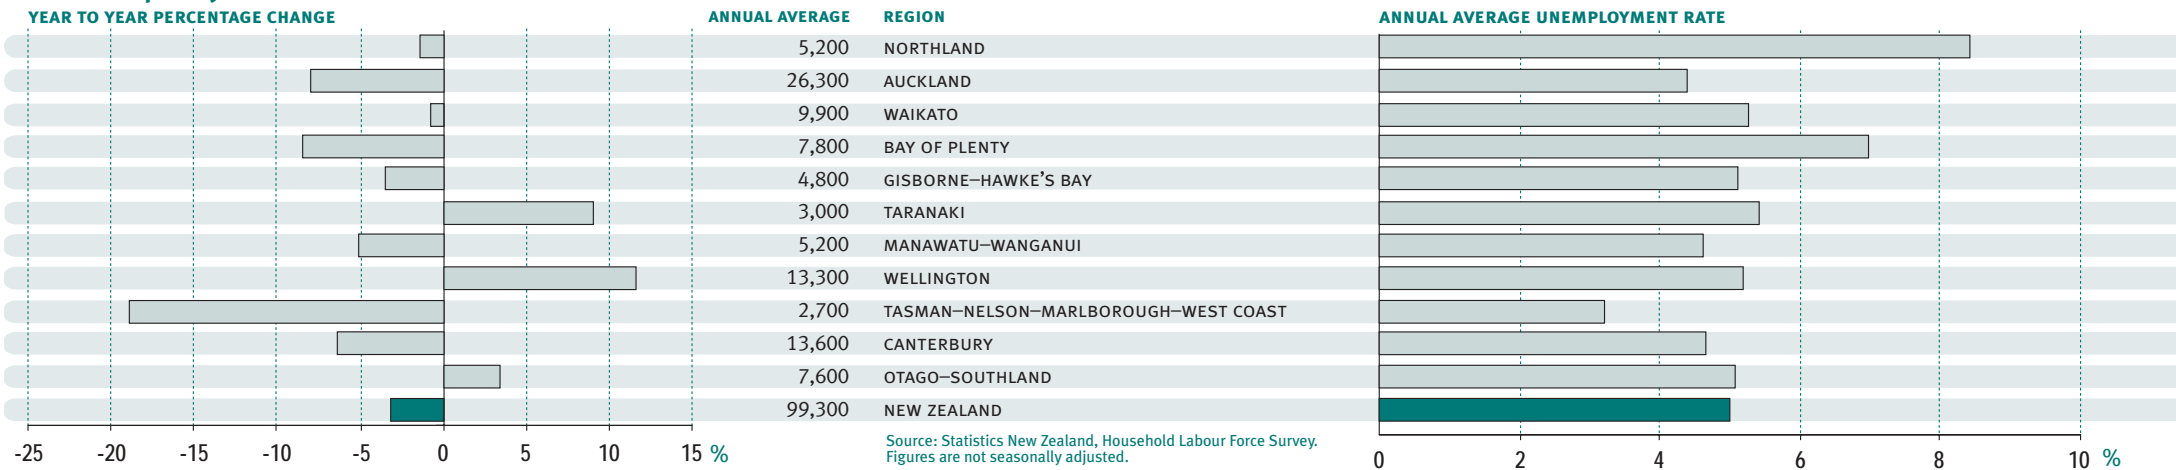 YEAR TO YEAR PERCENTAGE CHANGE ANNUAL AVERAGE REGION ANNUAL AVERAGE UNEMPLOYMENT RATE
5,200 NORTHLAND
26,300 AUCKLAND
9,900 WAIKATO
7,800 BAY OF PLENTY
4,800 GISBORNE–HAWKE'S BAY
3,000 TARANAKI
5,200 MANAWATU–WANGANUI
13,300 WELLINGTON
2,700 TASMAN–NELSON–MARLBOROUGH–WEST COAST
13,600 CANTERBURY
7,600 OTAGO–SOUTHLAND
99,300 NEW ZEALAND
-25 -20 -15 -10 -5 0 5 10 15 %
Source: Statistics New Zealand, Household Labour Force Survey.
Figures are not seasonally adjusted.
0 2 4 6 8 10 %